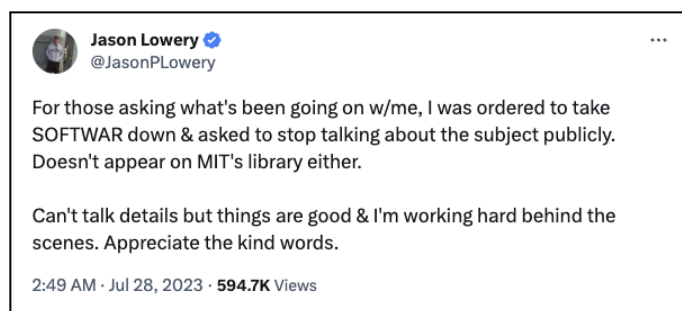 Jason Lowery
@JasonPLowery
For those asking what's been going on w/me, I was ordered to take
SOFTWAR down & asked to stop talking about the subject publicly.
Doesn't appear on MIT's library either.
Can't talk details but things are good & I'm working hard behind the
scenes. Appreciate the kind words.
2:49 AM · Jul 28, 2023 · 594.7K Views